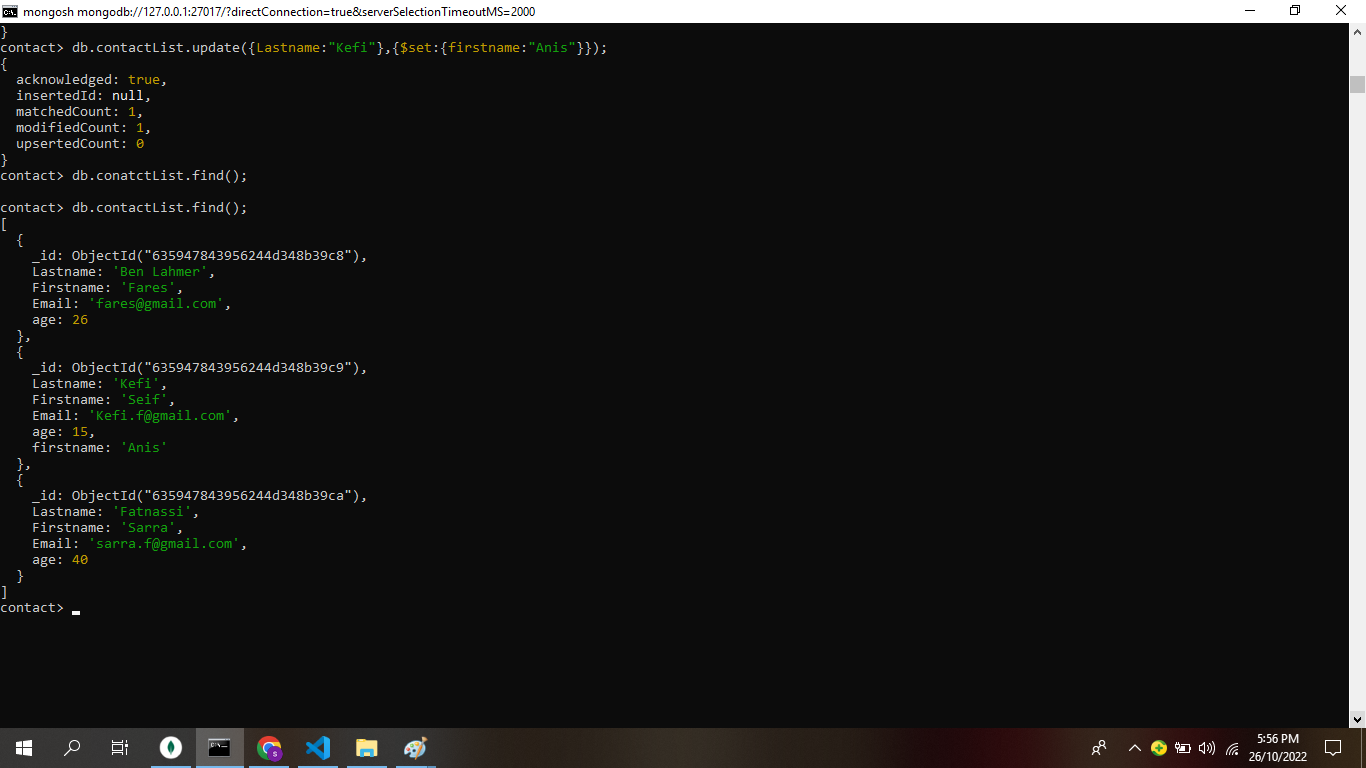 mongosh mongodb://127.0.0.1:27017/?directConnection=true&serverSelectionTimeoutMS=2000
}
contact> db.contactList.update({Lastname:"Kefi"},{$set:{firstname:"Anis"}});
{
  acknowledged: true,
  insertedId: null,
  matchedCount: 1,
  modifiedCount: 1,
  upsertedCount: 0
}
contact> db.conatctList.find();

contact> db.contactList.find();
[
  {
    _id: ObjectId("635947843956244d348b39c8"),
    Lastname: 'Ben Lahmer',
    Firstname: 'Fares',
    Email: 'fares@gmail.com',
    age: 26
  },
  {
    _id: ObjectId("635947843956244d348b39c9"),
    Lastname: 'Kefi',
    Firstname: 'Seif',
    Email: 'Kefi.f@gmail.com',
    age: 15,
    firstname: 'Anis'
  },
  {
    _id: ObjectId("635947843956244d348b39ca"),
    Lastname: 'Fatnassi',
    Firstname: 'Sarra',
    Email: 'sarra.f@gmail.com',
    age: 40
  }
]
contact>
5:56 PM
26/10/2022